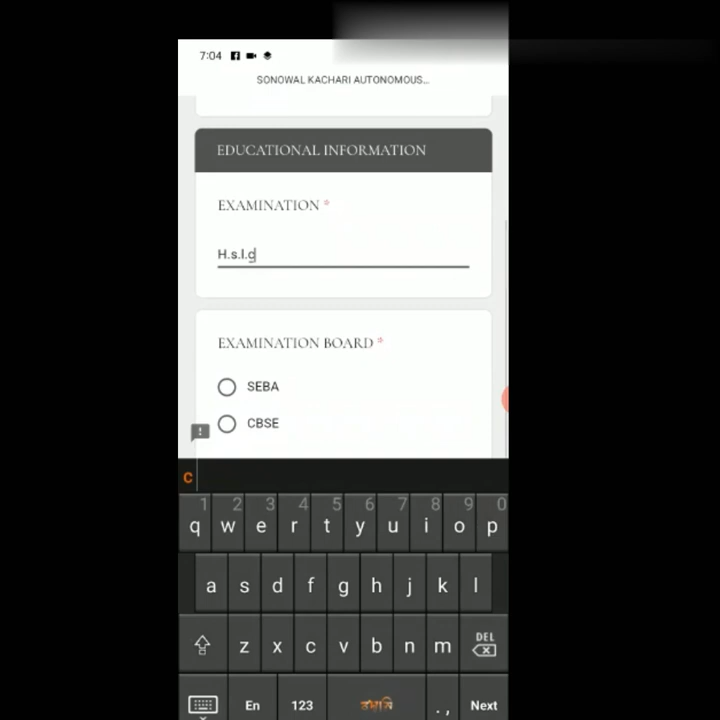 7:04
SONOWAL KACHARI AUTONOMOUS...
EDUCATIONAL INFORMATION
EXAMINATION *
H.s.l.c
EXAMINATION BOARD *
SEBA
CBSE
c
1 2 3 4 5 6 7 8 9 0
q w e r t y u i o p
a s d f g h j k l
z x c v b n m DEL
En 123 . , Next